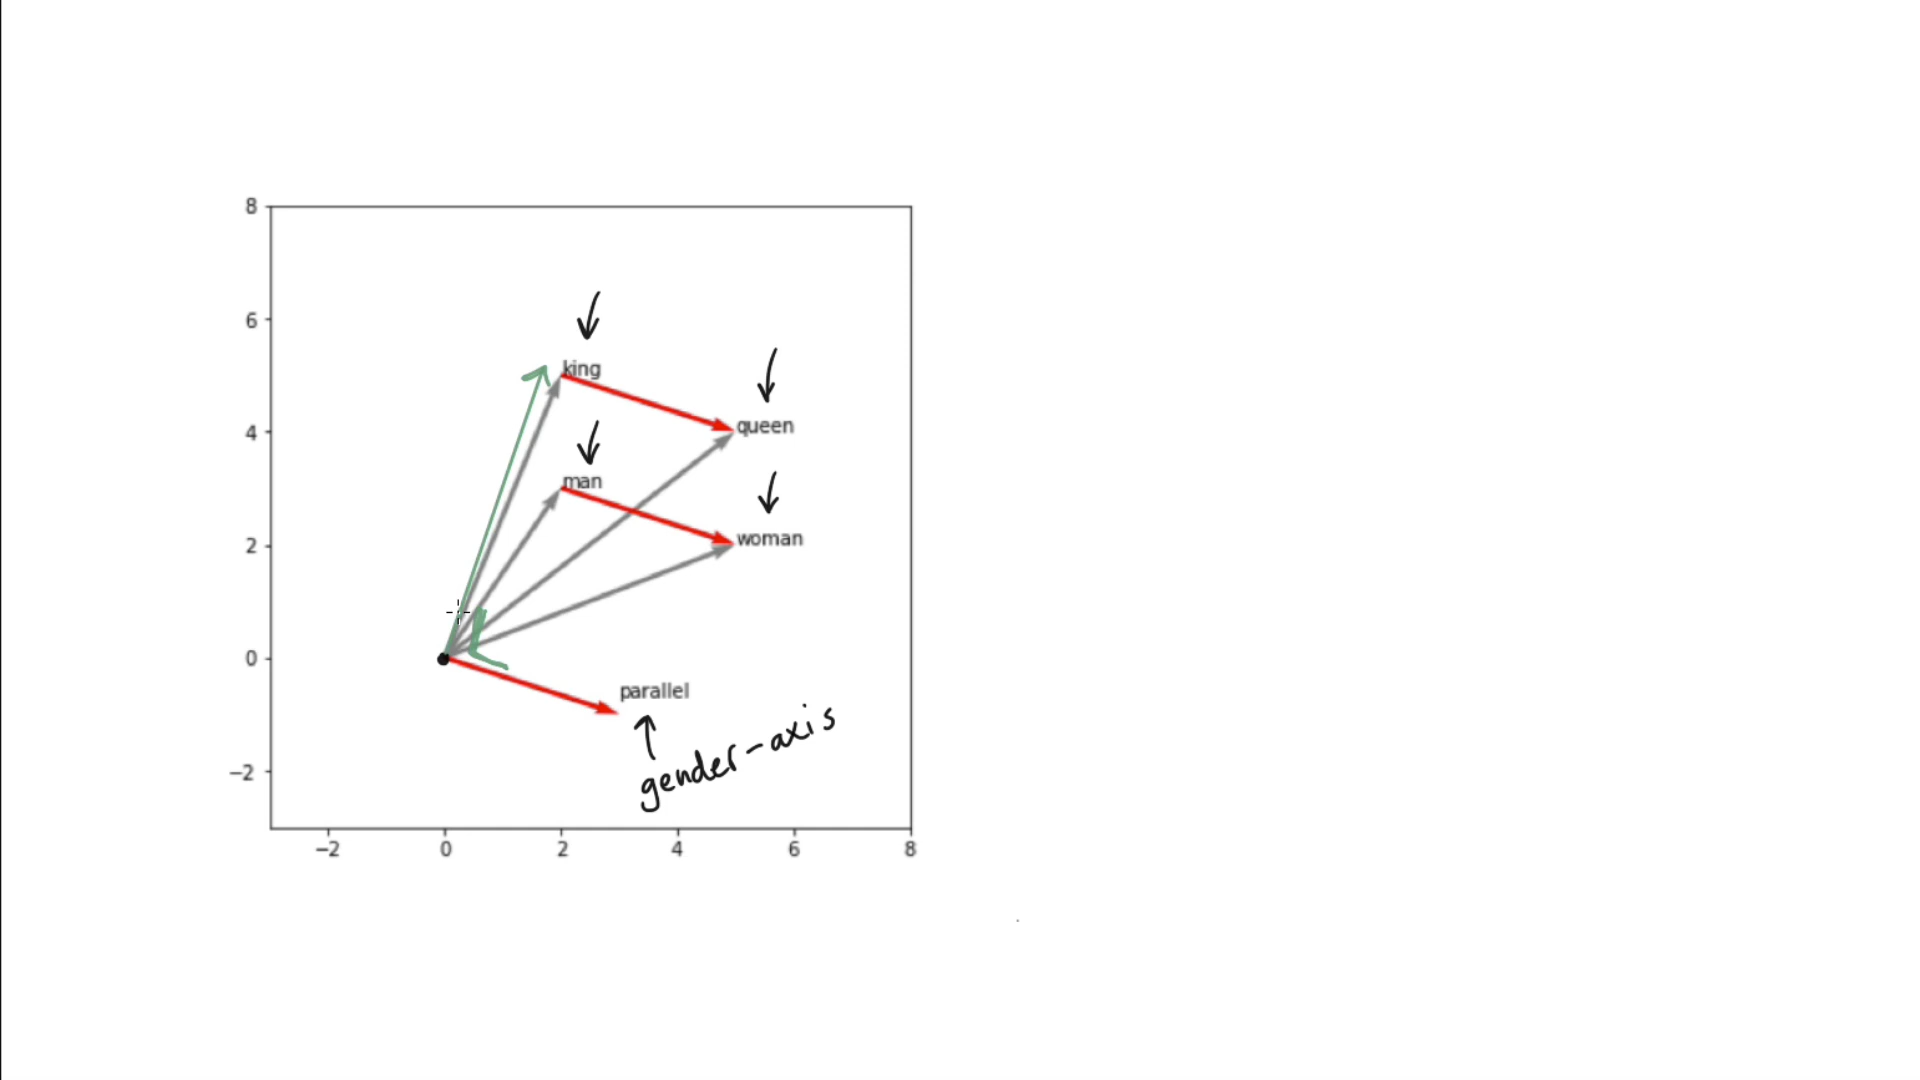 8
6
king
queen
4
man
woman
2
0
parallel
gender-axis
−2
−2 0 2 4 6 8